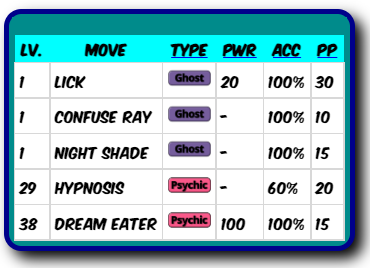 LV. MOVE TYPE PWR ACC PP
1 LICK Ghost 20 100% 30
1 CONFUSE RAY Ghost - 100% 10
1 NIGHT SHADE Ghost - 100% 15
29 HYPNOSIS Psychic - 60% 20
38 DREAM EATER Psychic 100 100% 15